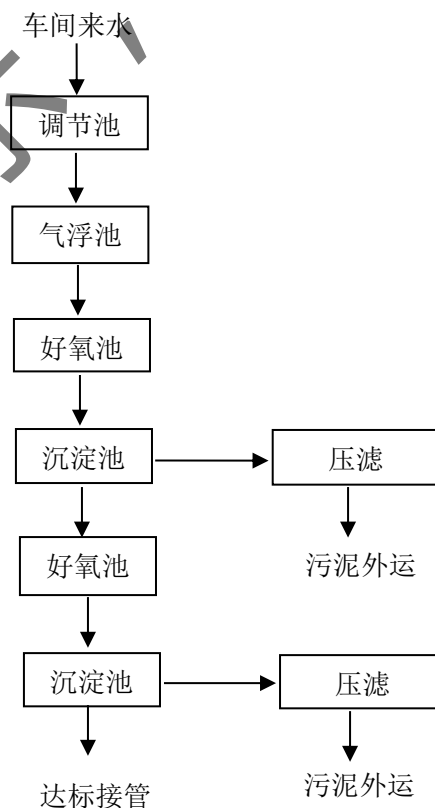 车间来水
调节池
气浮池
好氧池
沉淀池
压滤
好氧池
污泥外运
沉淀池
压滤
达标接管
污泥外运